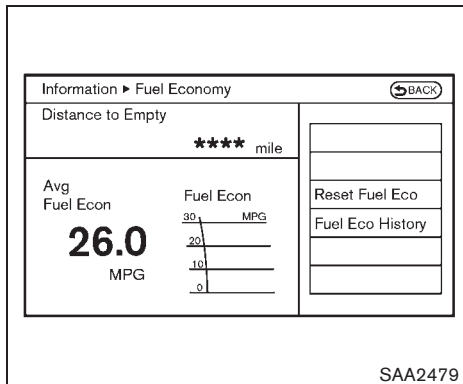 Information ▶ Fuel Economy
BACK
Distance to Empty
**** mile
Avg
Fuel Econ
26.0
MPG
Fuel Econ
30 MPG
20
10
0
Reset Fuel Eco
Fuel Eco History
SAA2479